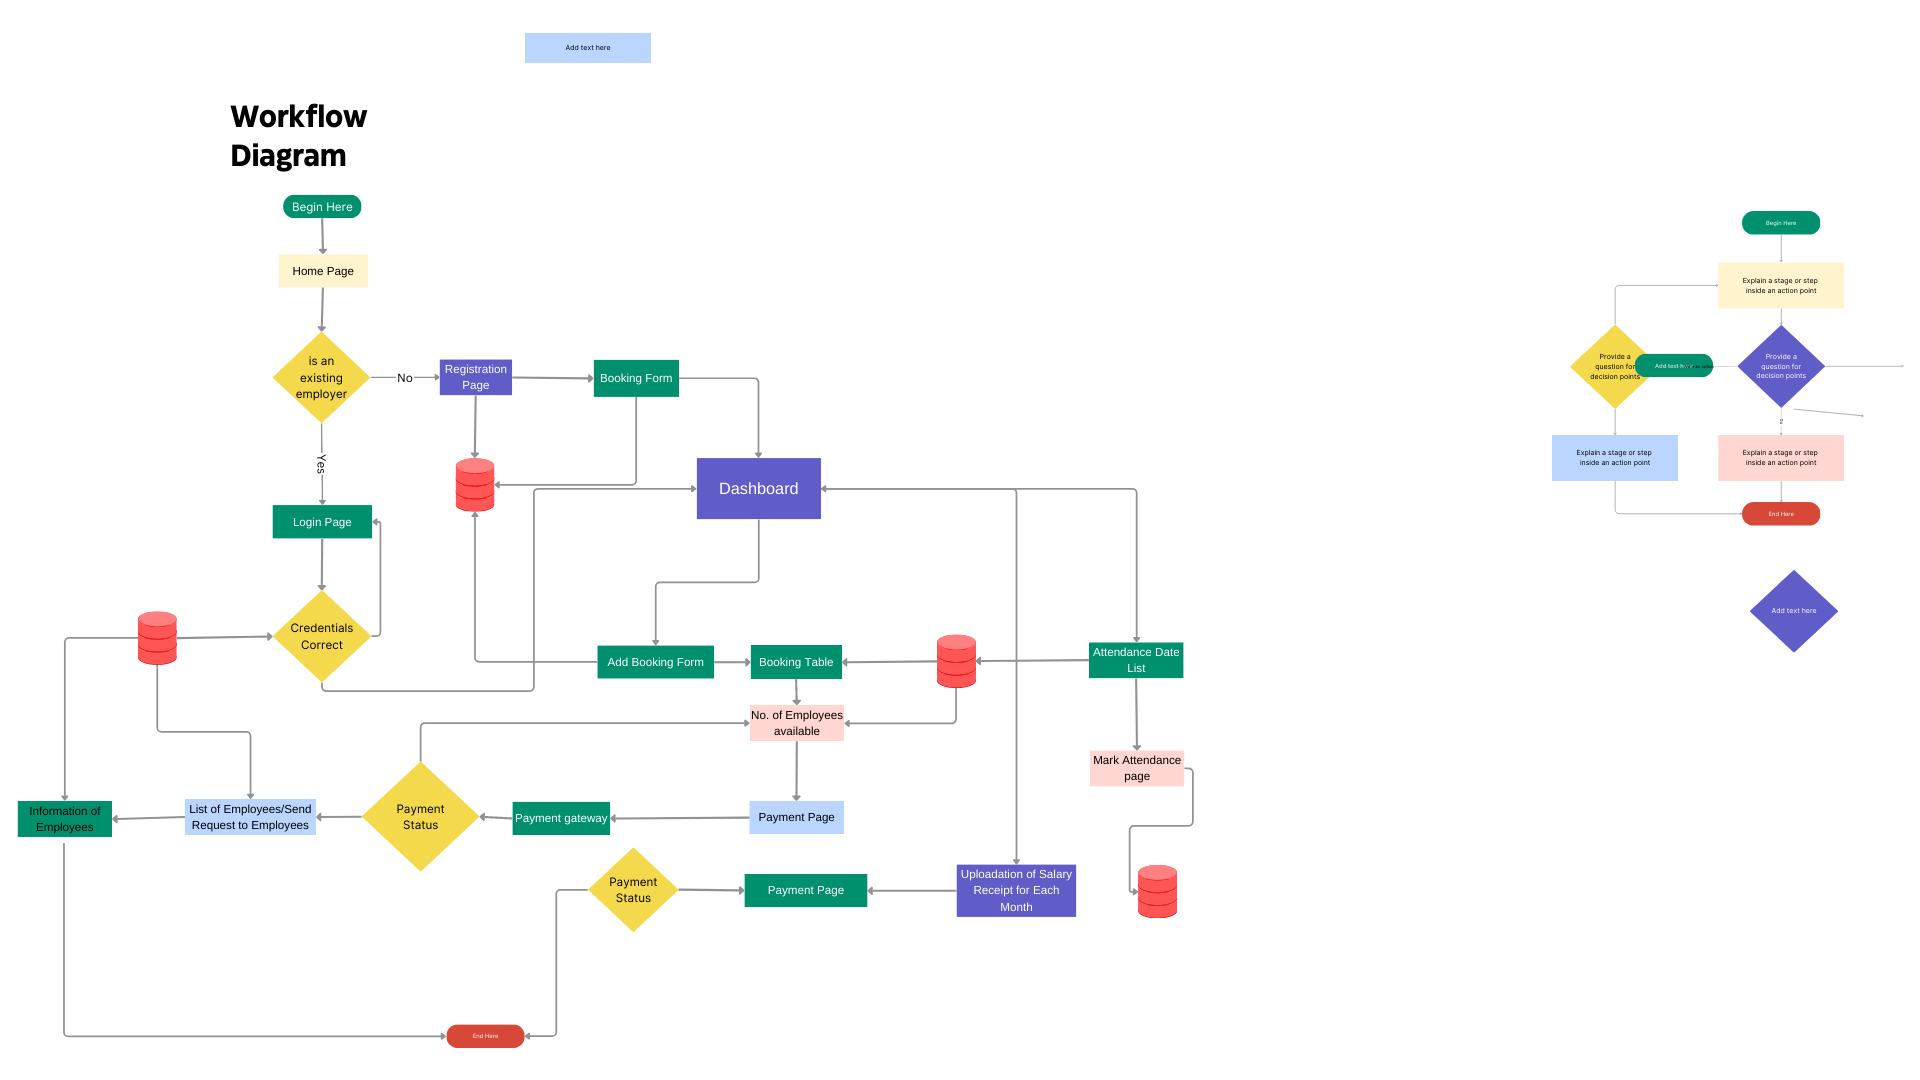 Add text here
Workflow
Diagram
Begin Here
Home Page
is an
existing
employer
No
Registration
Page
Booking Form
Yes
Dashboard
Login Page
Credentials
Correct
Add Booking Form
Booking Table
Attendance Date
List
No. of Employees
available
Mark Attendance
page
Information of
Employees
List of Employees/Send
Request to Employees
Payment
Status
Payment gateway
Payment Page
Payment
Status
Payment Page
Uploadation of Salary
Receipt for Each
Month
End Here
Begin Here
Explain a stage or step
inside an action point
Provide a
question for
decision points
Provide a
question for
decision points
Explain a stage or step
inside an action point
Explain a stage or step
inside an action point
End Here
Add text here